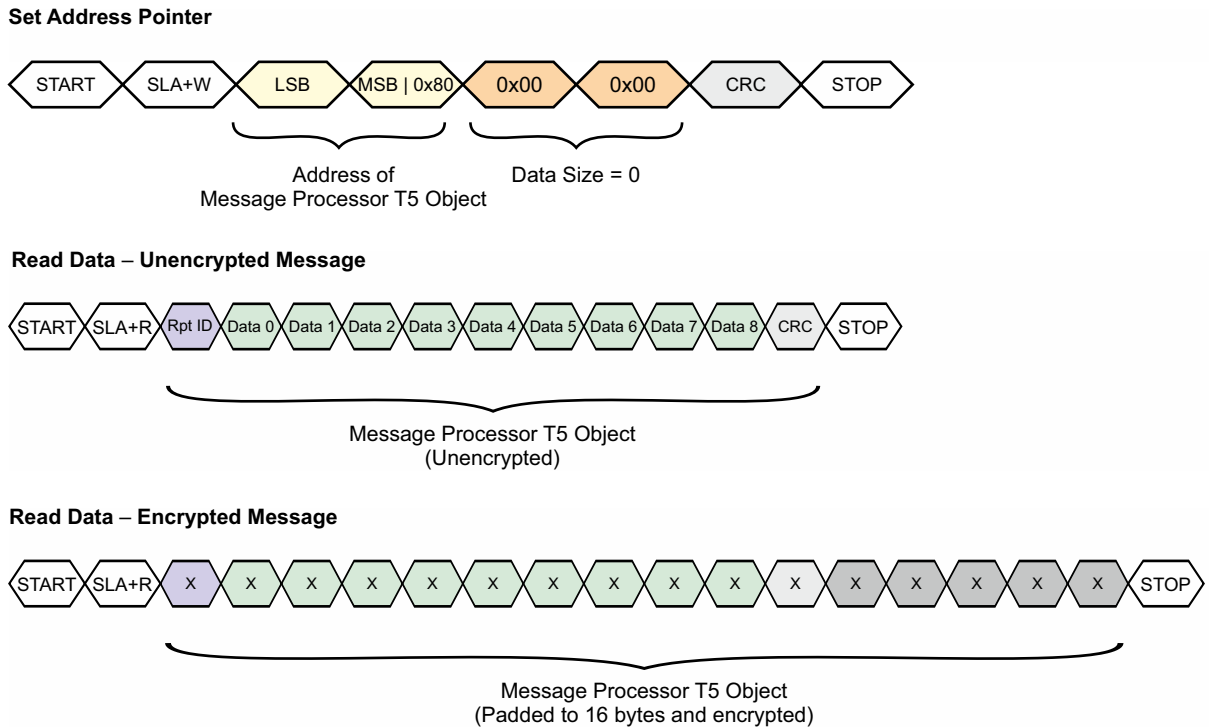 Set Address Pointer
START SLA+W LSB MSB | 0x80 0x00 0x00 CRC STOP
Address of
Message Processor T5 Object
Data Size = 0
Read Data – Unencrypted Message
START SLA+R Rpt ID Data 0 Data 1 Data 2 Data 3 Data 4 Data 5 Data 6 Data 7 Data 8 CRC STOP
Message Processor T5 Object
(Unencrypted)
Read Data – Encrypted Message
START SLA+R X X X X X X X X X X X X X X X X STOP
Message Processor T5 Object
(Padded to 16 bytes and encrypted)